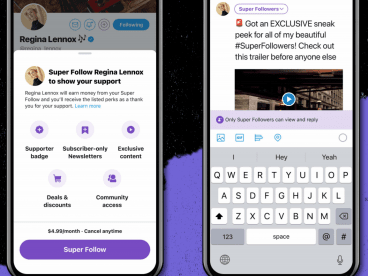 Following
Regina Lennox
Super Follow Regina Lennox
to show your support
Regina will earn money from your Super
Follow and you'll receive the listed perks as a thank
you for your support. Learn more
Supporter
badge
Subscriber-only
Newsletters
Exclusive
content
Deals &
discounts
Community
access
$4.99/month - Cancel anytime
Super Follow
Super Followers
Got an EXCLUSIVE sneak
peek for all of my beautiful
#SuperFollowers! Check out
this trailer before anyone else
Only Super Followers can view and reply
GIF
I Hey Yeah
Q W E R T Y U I O P
A S D F G H J K L
Z X C V B N M
123 space @ #